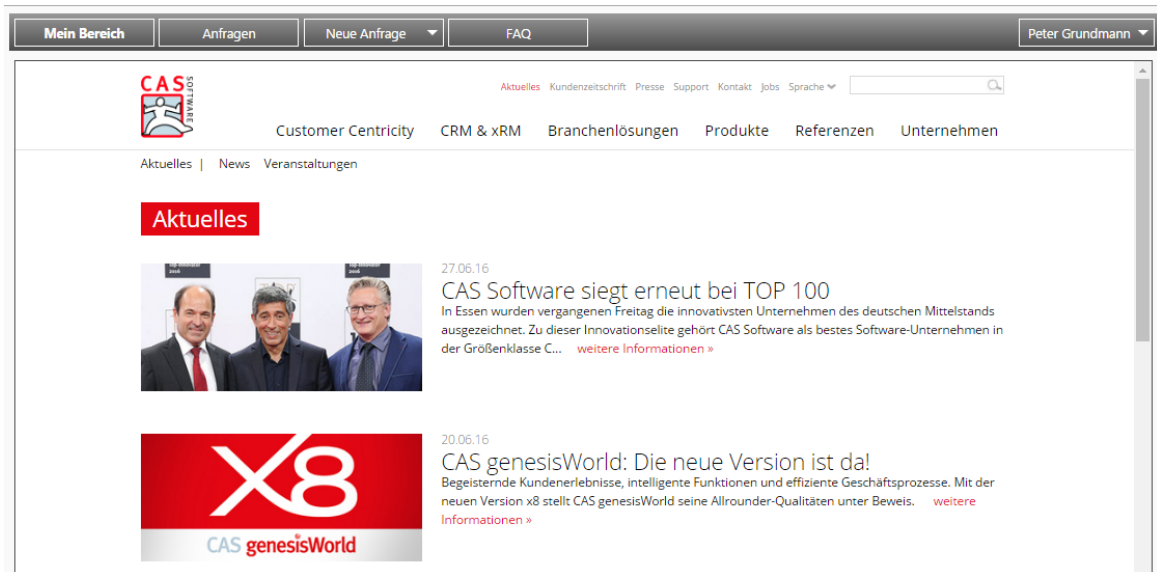 Mein Bereich Anfragen Neue Anfrage FAQ Peter Grundmann
CAS SOFTWARE
Aktuelles Kundenzeitschrift Presse Support Kontakt Jobs Sprache
Customer Centricity CRM & xRM Branchenlösungen Produkte Referenzen Unternehmen
Aktuelles | News Veranstaltungen
Aktuelles
27.06.16
CAS Software siegt erneut bei TOP 100
In Essen wurden vergangenen Freitag die innovativsten Unternehmen des deutschen Mittelstands
ausgezeichnet. Zu dieser Innovationselite gehört CAS Software als bestes Software-Unternehmen in
der Größenklasse C... weitere Informationen »
20.06.16
CAS genesisWorld: Die neue Version ist da!
Begeisternde Kundenerlebnisse, intelligente Funktionen und effiziente Geschäftsprozesse. Mit der
neuen Version x8 stellt CAS genesisWorld seine Allrounder-Qualitäten unter Beweis. weitere
Informationen »
X8
CAS genesisWorld